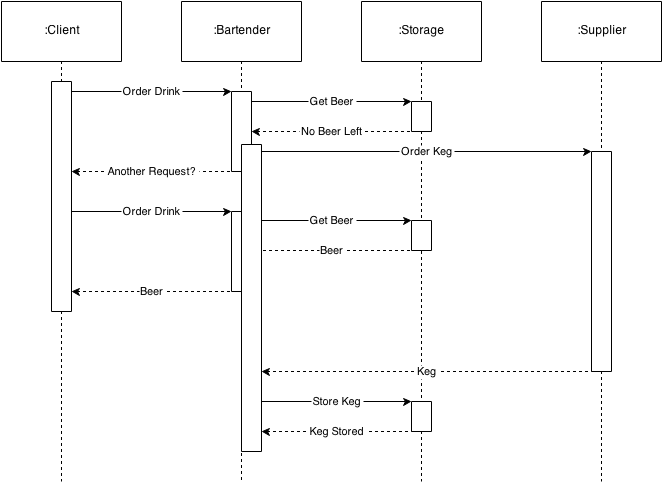 :Client
:Bartender
:Storage
:Supplier
Order Drink
Get Beer
No Beer Left
Order Keg
Another Request?
Order Drink
Get Beer
Beer
Beer
Keg
Store Keg
Keg Stored